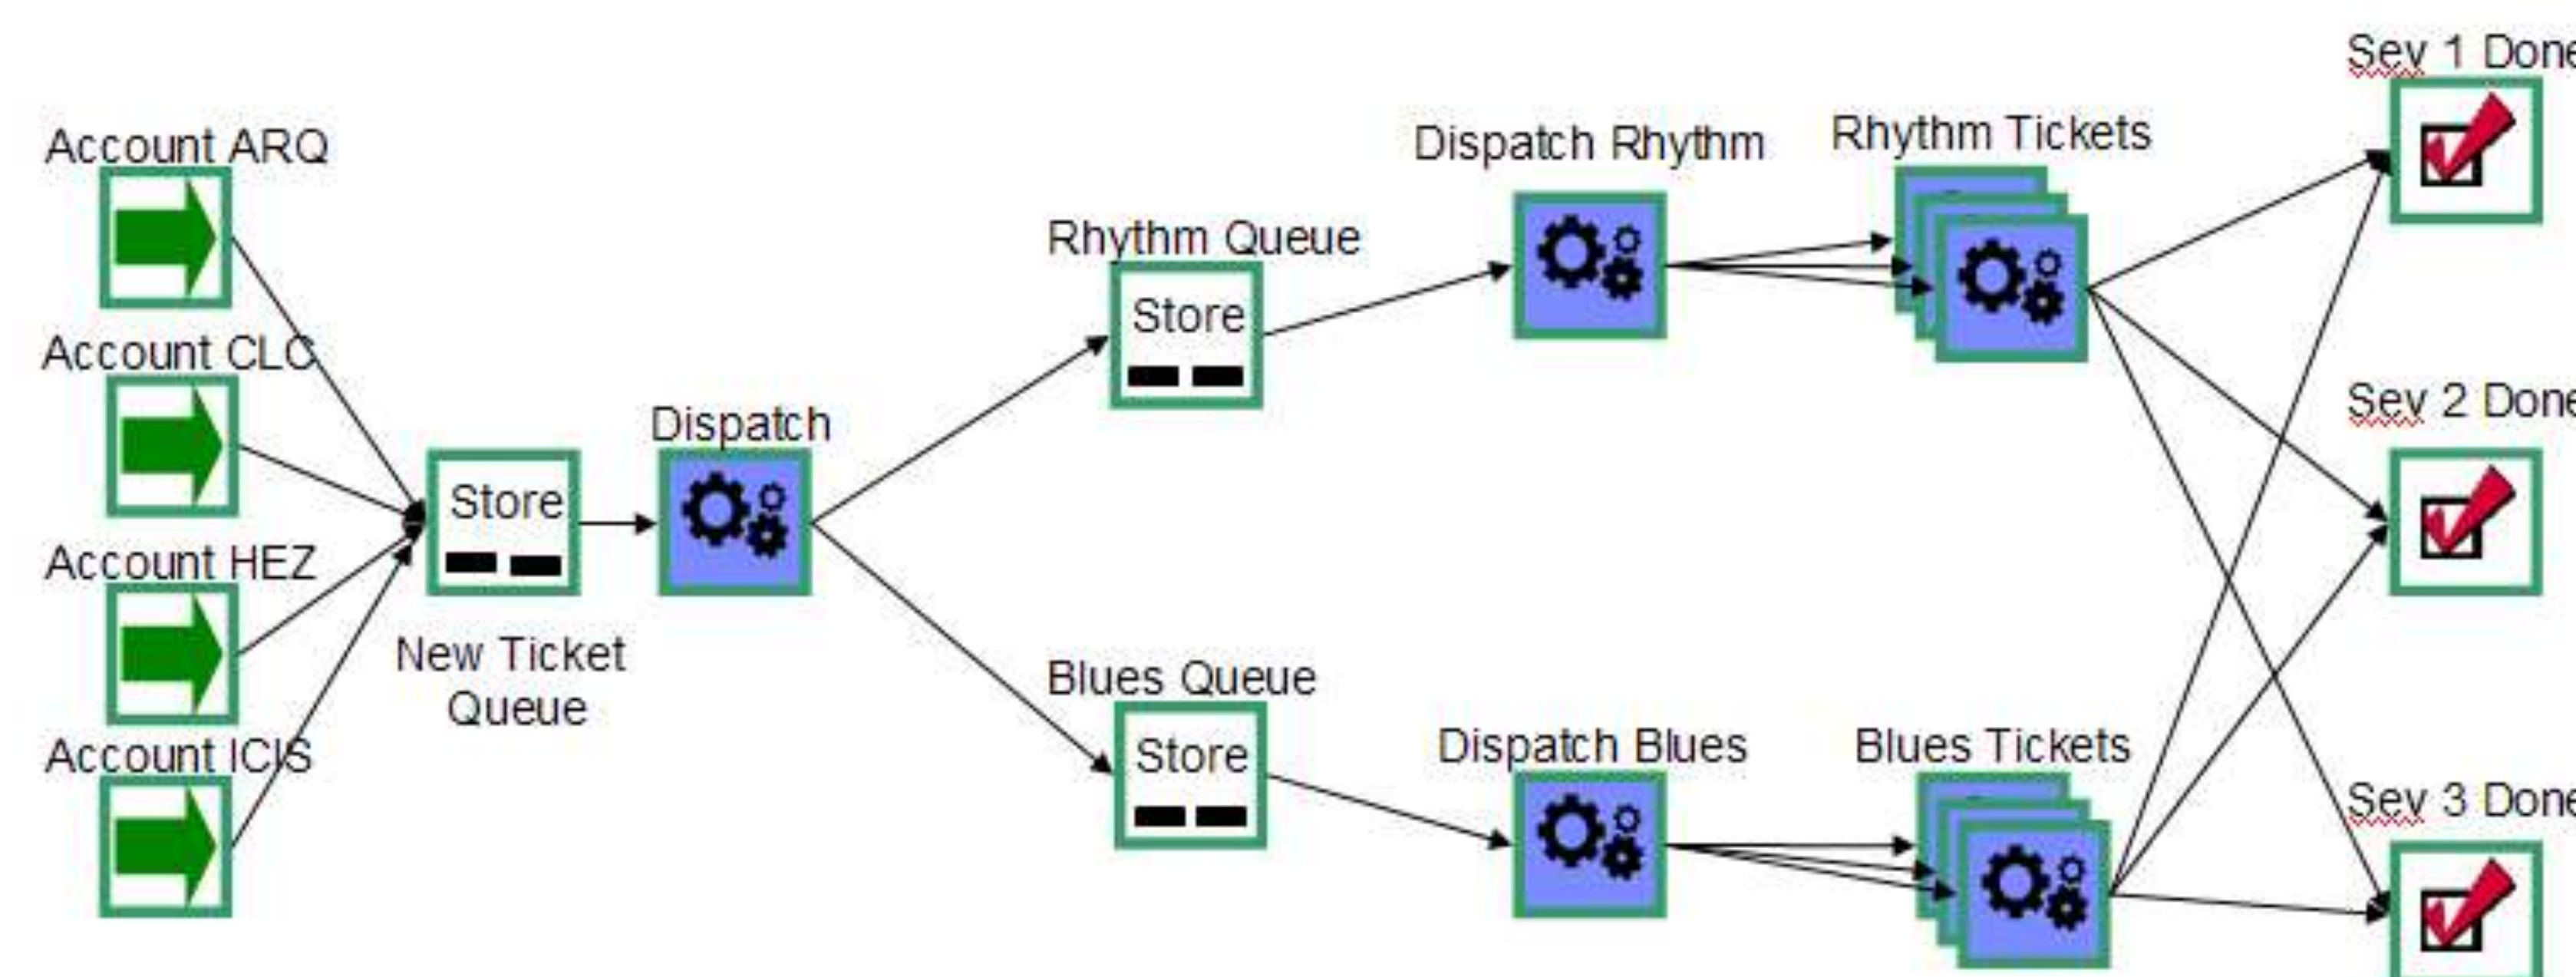 Account ARQ
Account CLC
Account HEZ
Account ICIS
Store
New Ticket
Queue
Dispatch
Rhythm Queue
Store
Blues Queue
Store
Dispatch Rhythm
Rhythm Tickets
Dispatch Blues
Blues Tickets
Sev 1 Done
Sev 2 Done
Sev 3 Done